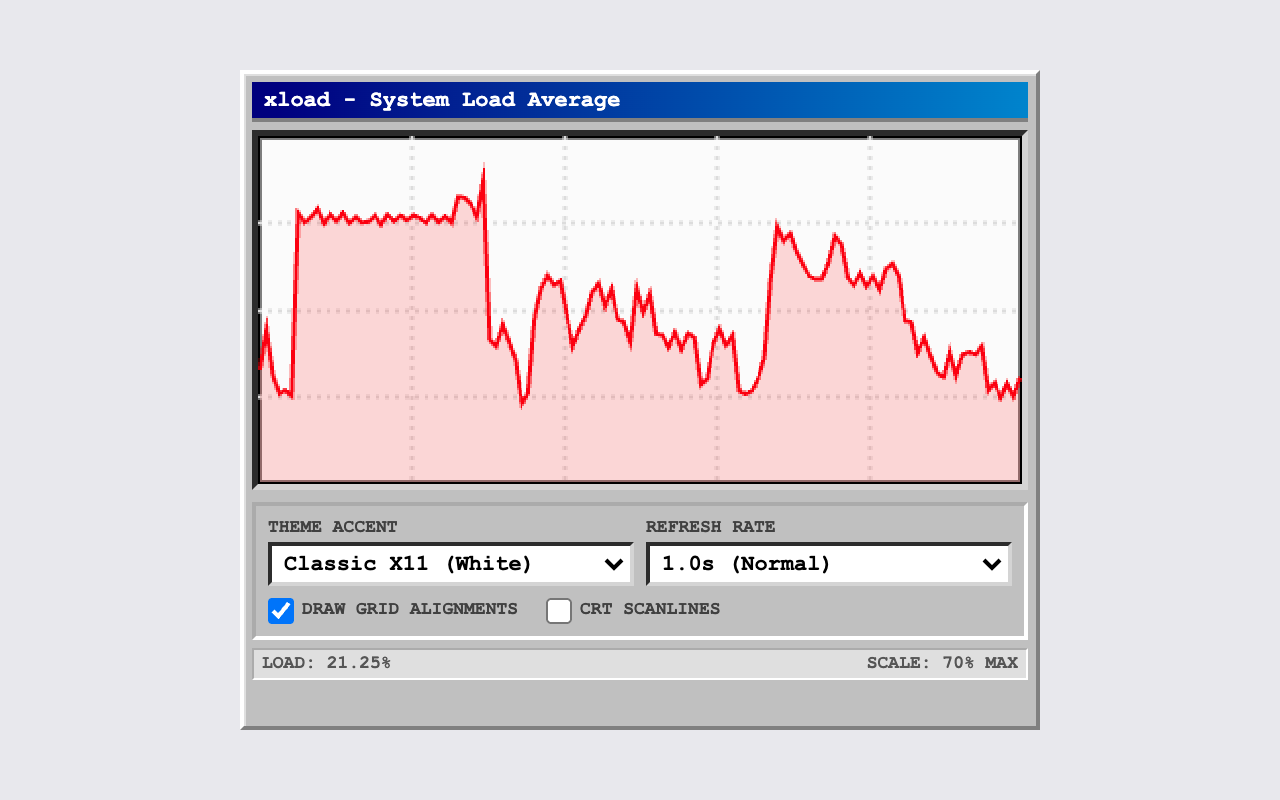 xload - System Load Average
THEME ACCENT
REFRESH RATE
Classic X11 (White)
1.0s (Normal)
DRAW GRID ALIGNMENTS
CRT SCANLINES
LOAD: 21.25%
SCALE: 70% MAX